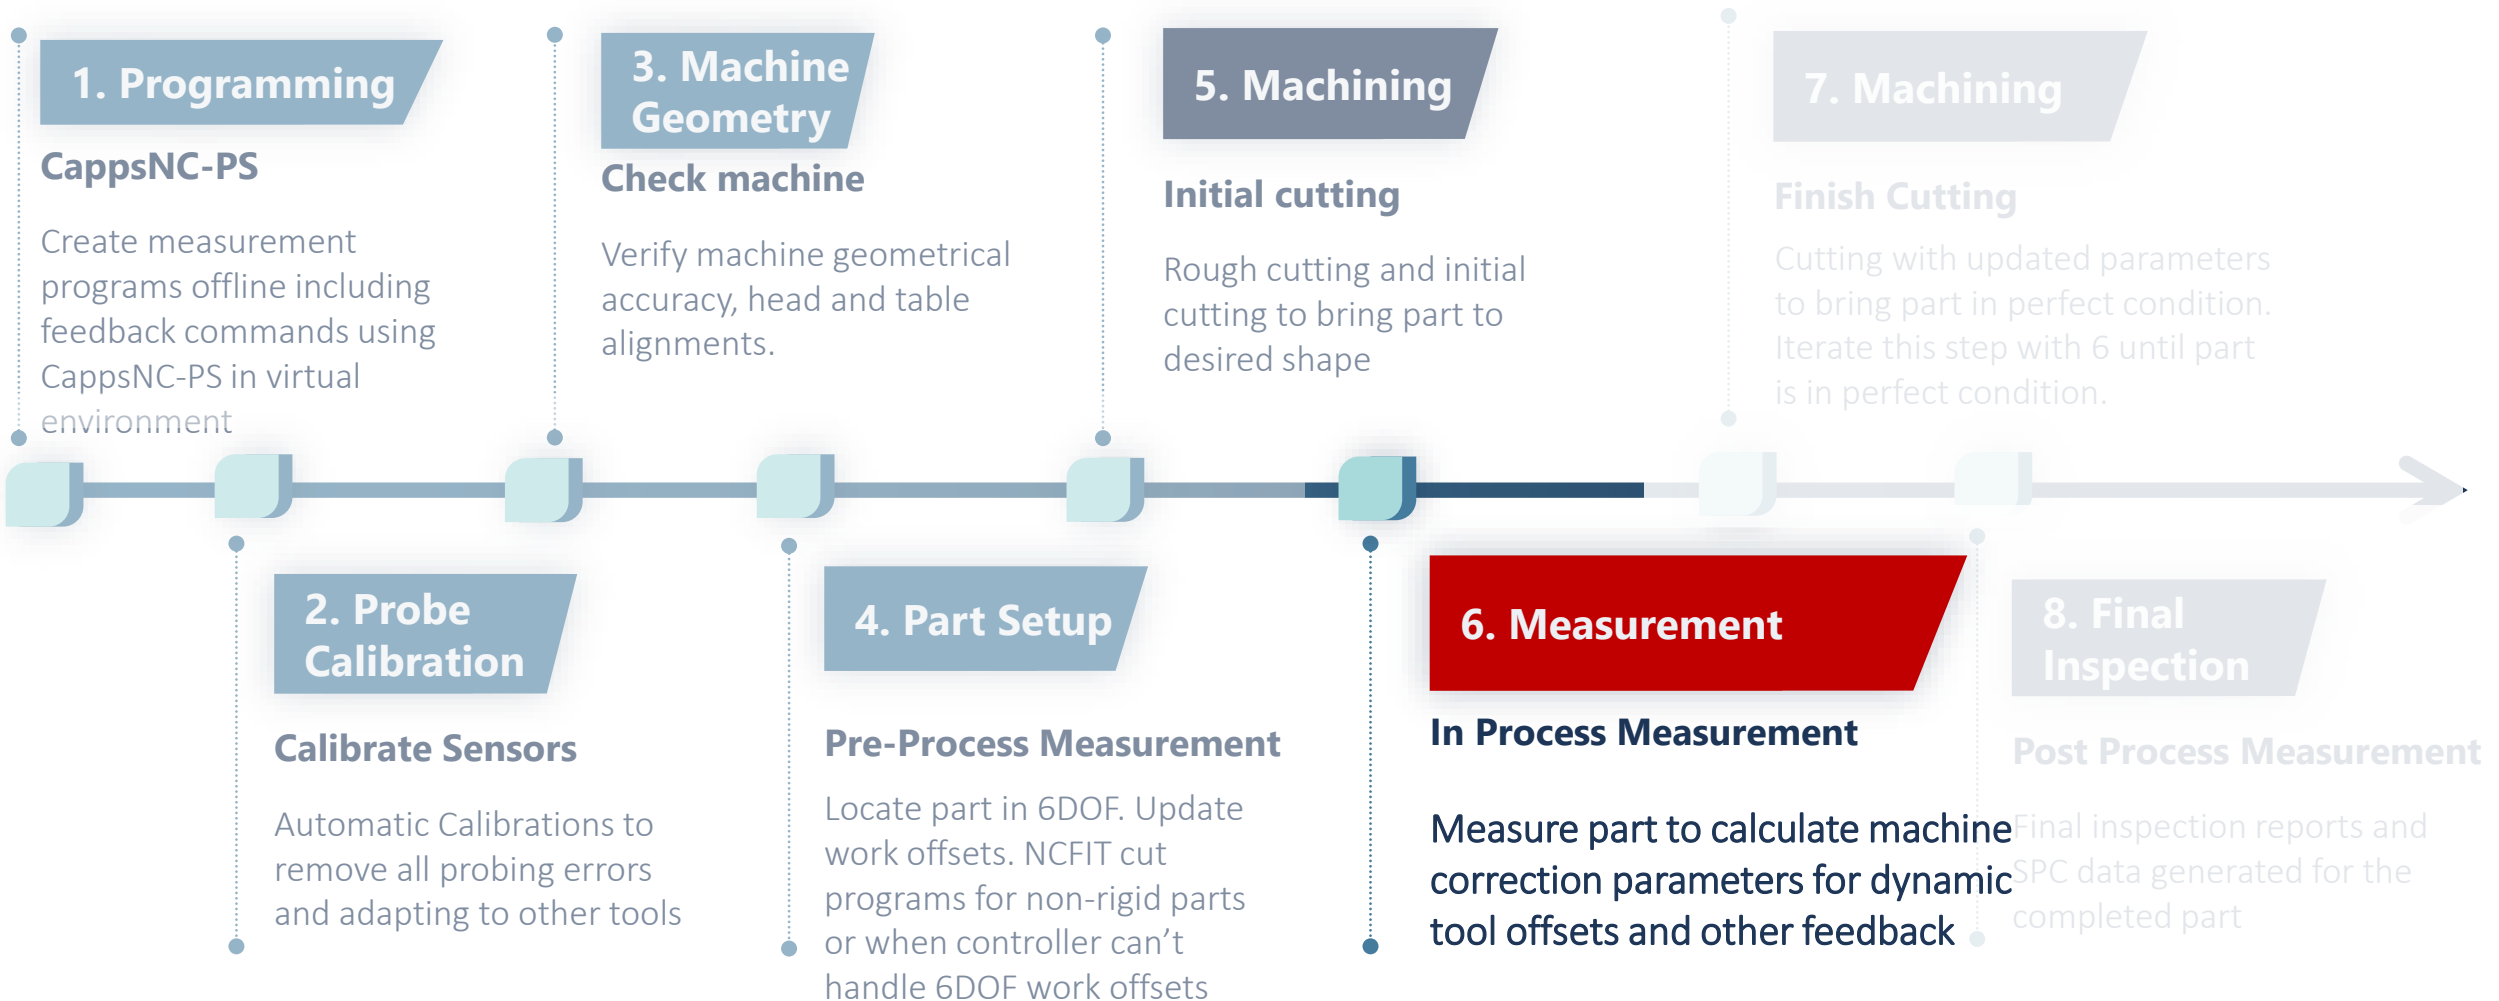 1. Programming
CappsNC-PS
Create measurement
programs offline including
feedback commands using
CappsNC-PS in virtual
environment
2. Probe
Calibration
Calibrate Sensors
Automatic Calibrations to
remove all probing errors
and adapting to other tools
3. Machine
Geometry
Check machine
Verify machine geometrical
accuracy, head and table
alignments.
4. Part Setup
Pre-Process Measurement
Locate part in 6DOF. Update
work offsets. NCFIT cut
programs for non-rigid parts
or when controller can’t
handle 6DOF work offsets
5. Machining
Initial cutting
Rough cutting and initial
cutting to bring part to
desired shape
6. Measurement
In Process Measurement
Measure part to calculate machine
correction parameters for dynamic
tool offsets and other feedback
7. Machining
Finish Cutting
Cutting with updated parameters
to bring part in perfect condition.
Iterate this step with 6 until part
is in perfect condition.
8. Final
Inspection
Post Process Measurement
Final inspection reports and
SPC data generated for the
completed part